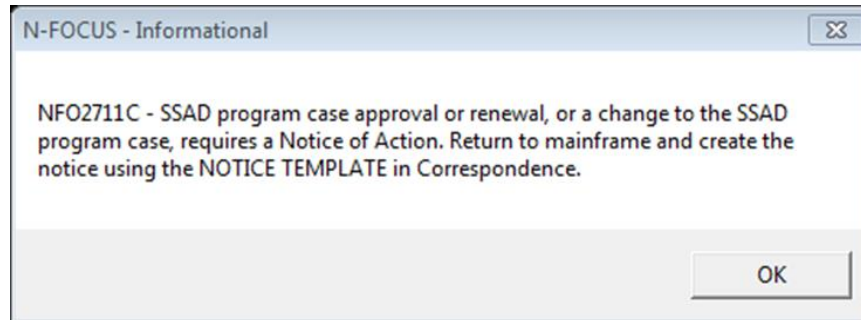 N-FOCUS - Informational
NFO2711C - SSAD program case approval or renewal, or a change to the SSAD
program case, requires a Notice of Action. Return to mainframe and create the
notice using the NOTICE TEMPLATE in Correspondence.
OK